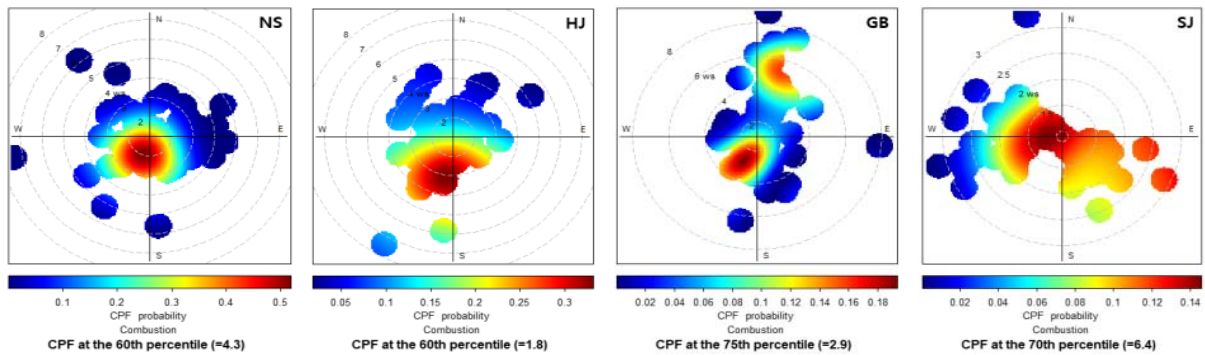 NS
N
8
7
6
5
4 ws
2
W
E
S
0.1 0.2 0.3 0.4 0.5
CPF probability
Combustion
CPF at the 60th percentile (=4.3)
HJ
N
8
7
6
5
4 ws
3
2
W
E
S
0.05 0.1 0.15 0.2 0.25 0.3
CPF probability
Combustion
CPF at the 60th percentile (=1.8)
GB
N
8
6 ws
4
2
W
E
S
0.02 0.04 0.06 0.08 0.1 0.12 0.14 0.16 0.18
CPF probability
Combustion
CPF at the 75th percentile (=2.9)
SJ
N
3
2.5
2 ws
W
E
S
0.02 0.04 0.06 0.08 0.1 0.12 0.14
CPF probability
Combustion
CPF at the 70th percentile (=6.4)